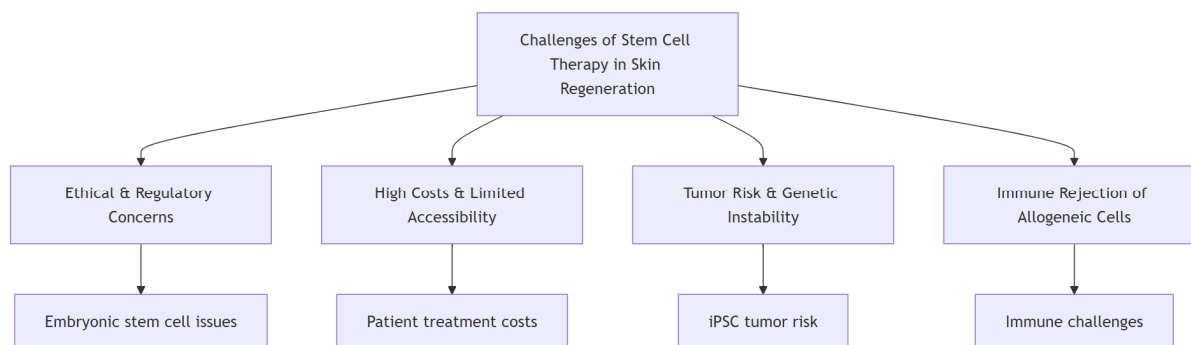 Challenges of Stem Cell
Therapy in Skin
Regeneration
Ethical & Regulatory
Concerns
High Costs & Limited
Accessibility
Tumor Risk & Genetic
Instability
Immune Rejection of
Allogeneic Cells
Embryonic stem cell issues
Patient treatment costs
iPSC tumor risk
Immune challenges